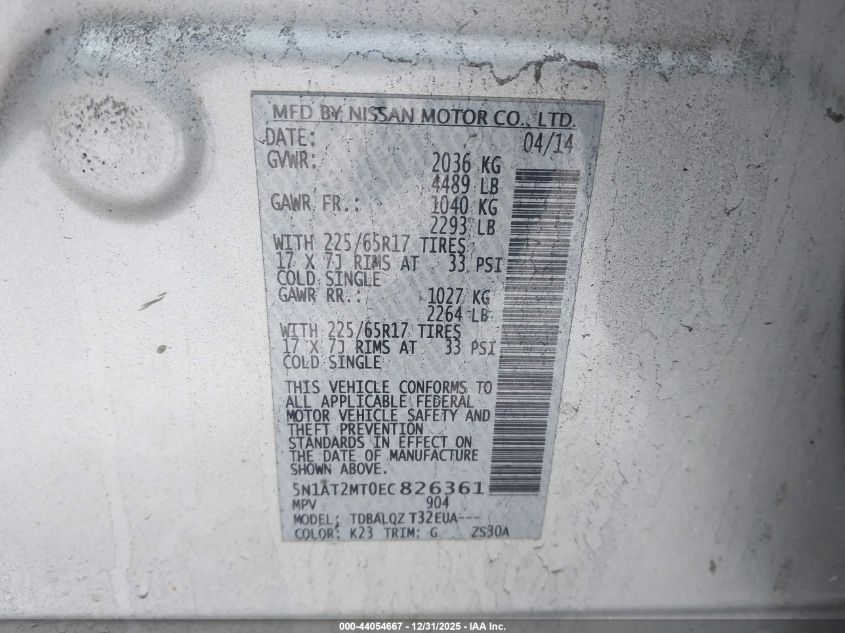 MFD BY NISSAN MOTOR CO., LTD.
DATE: 04/14
GVWR: 2036 KG
4489 LB
GAWR FR.: 1040 KG
2293 LB
WITH 225/65R17 TIRES
17 X 7J RIMS AT 33 PSI
COLD SINGLE
GAWR RR.: 1027 KG
2264 LB
WITH 225/65R17 TIRES
17 X 7J RIMS AT 33 PSI
COLD SINGLE
THIS VEHICLE CONFORMS TO
ALL APPLICABLE FEDERAL
MOTOR VEHICLE SAFETY AND
THEFT PREVENTION
STANDARDS IN EFFECT ON
THE DATE OF MANUFACTURE
SHOWN ABOVE.
5N1AT2MT0EC826361
MPV 904
MODEL: TDBALQZ T32EUA---
COLOR: K23 TRIM: G ZS30A
000-44054667 - 12/31/2025 - IAA Inc.